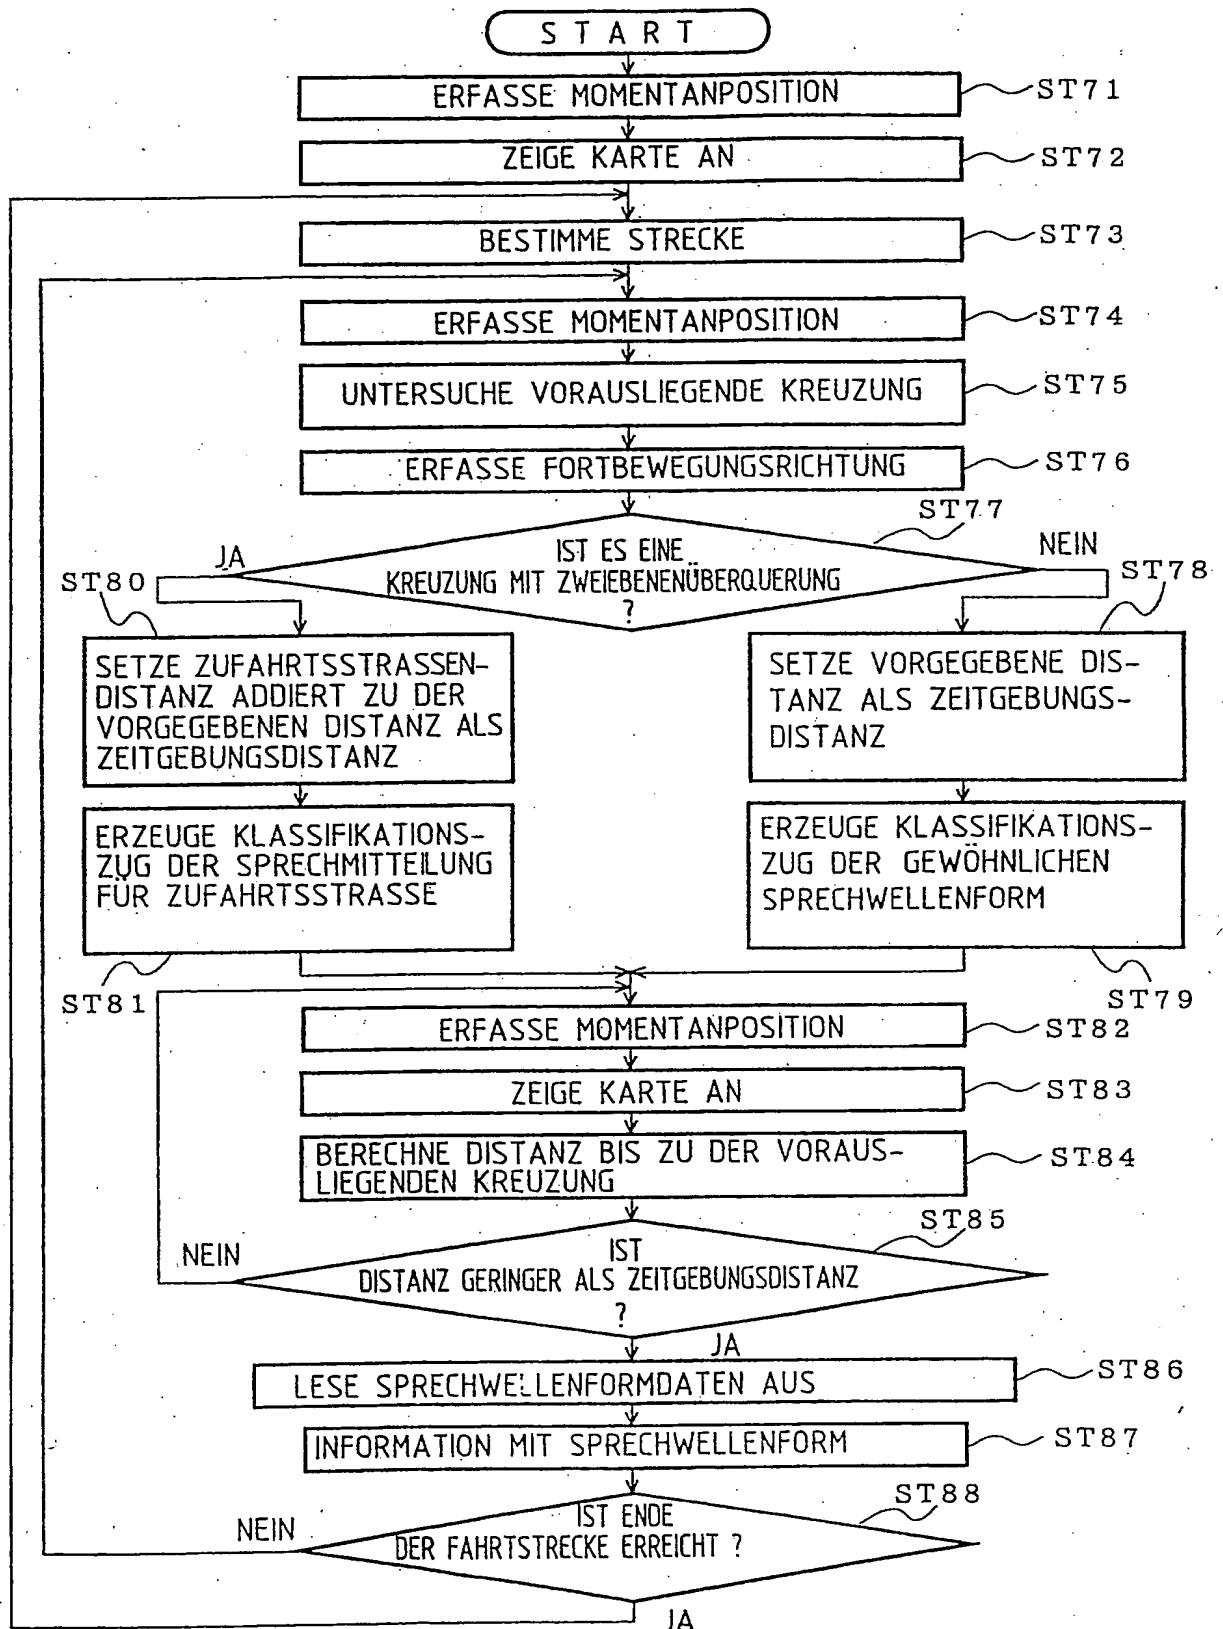 START
ERFASSE MOMENTANPOSITION
ST71
ZEIGE KARTE AN
ST72
BESTIMME STRECKE
ST73
ERFASSE MOMENTANPOSITION
ST74
UNTERSUCHE VORAUSLIEGENDE KREUZUNG
ST75
ERFASSE FORTBEWEGUNGSRICHTUNG
ST76
ST77
JA
IST ES EINE
KREUZUNG MIT ZWEIEBENENÜBERQUERUNG
?
NEIN
ST80
ST78
SETZE ZUFAHRTSSTRASSEN-
DISTANZ ADDIERT ZU DER
VORGEGEBENEN DISTANZ ALS
ZEITGEBUNGSDISTANZ
SETZE VORGEGEBENE DIS-
TANZ ALS ZEITGEBUNGS-
DISTANZ
ERZEUGE KLASSIFIKATIONS-
ZUG DER SPRECHMITTEILUNG
FÜR ZUFAHRTSSTRASSE
ERZEUGE KLASSIFIKATIONS-
ZUG DER GEWÖHNLICHEN
SPRECHWELLENFORM
ST81
ST79
ERFASSE MOMENTANPOSITION
ST82
ZEIGE KARTE AN
ST83
BERECHNE DISTANZ BIS ZU DER VORAUS-
LIEGENDEN KREUZUNG
ST84
ST85
NEIN
IST
DISTANZ GERINGER ALS ZEITGEBUNGSDISTANZ
?
JA
LESE SPRECHWELLENFORMDATEN AUS
ST86
INFORMATION MIT SPRECHWELLENFORM
ST87
ST88
NEIN
IST ENDE
DER FAHRTSTRECKE ERREICHT ?
JA